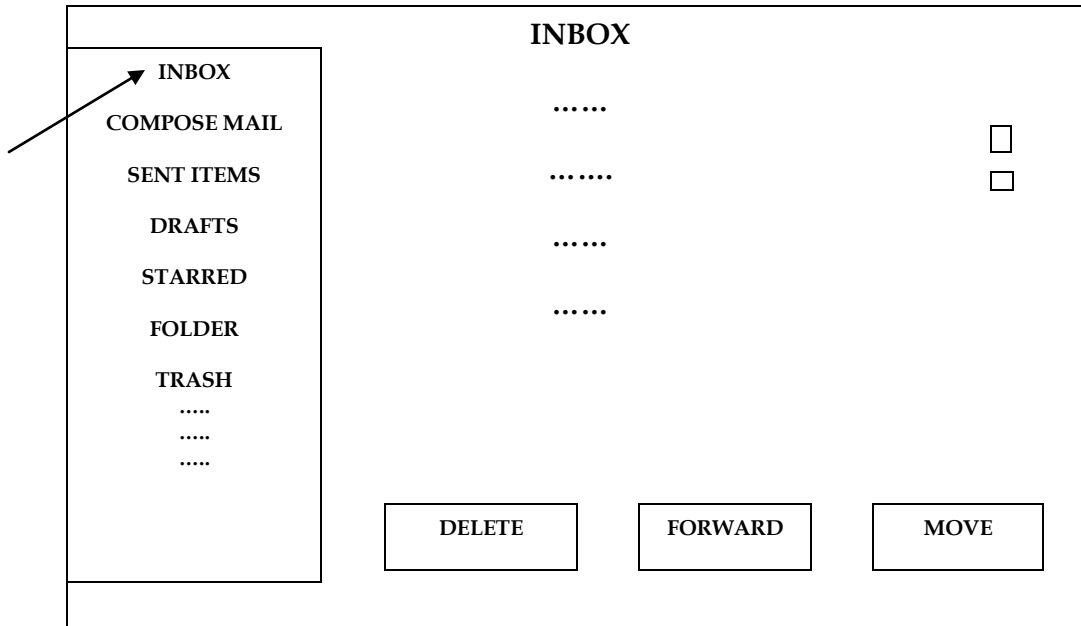 INBOX
INBOX
COMPOSE MAIL
SENT ITEMS
DRAFTS
STARRED
FOLDER
TRASH
.....
.....
.....
......
.......
......
......
DELETE
FORWARD
MOVE